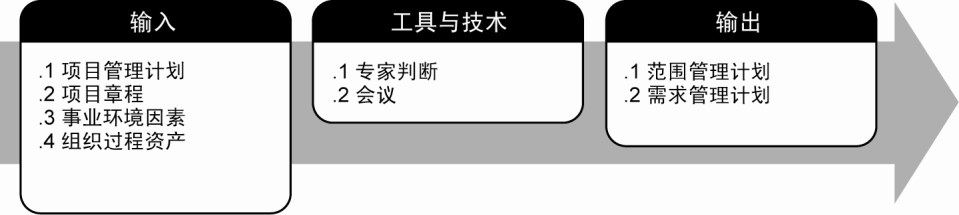 输入
.1 项目管理计划
.2 项目章程
.3 事业环境因素
.4 组织过程资产
工具与技术
.1 专家判断
.2 会议
输出
.1 范围管理计划
.2 需求管理计划